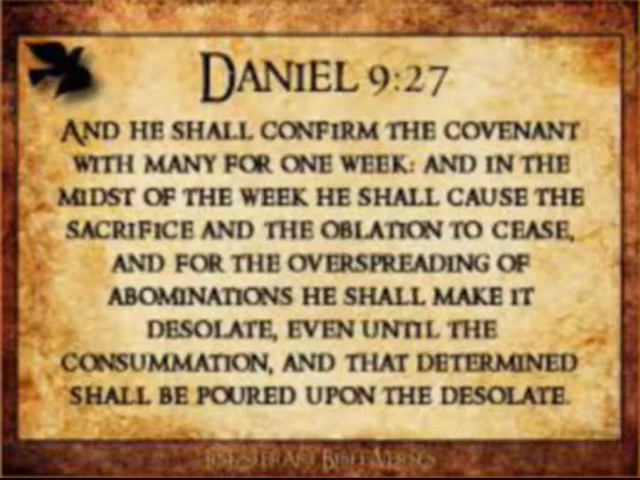 DANIEL 9:27
AND HE SHALL CONFIRM THE COVENANT
WITH MANY FOR ONE WEEK: AND IN THE
MIDST OF THE WEEK HE SHALL CAUSE THE
SACRIFICE AND THE OBLATION TO CEASE,
AND FOR THE OVERSPREADING OF
ABOMINATIONS HE SHALL MAKE IT
DESOLATE, EVEN UNTIL THE
CONSUMMATION, AND THAT DETERMINED
SHALL BE POURED UPON THE DESOLATE.
BIBLE VERSES